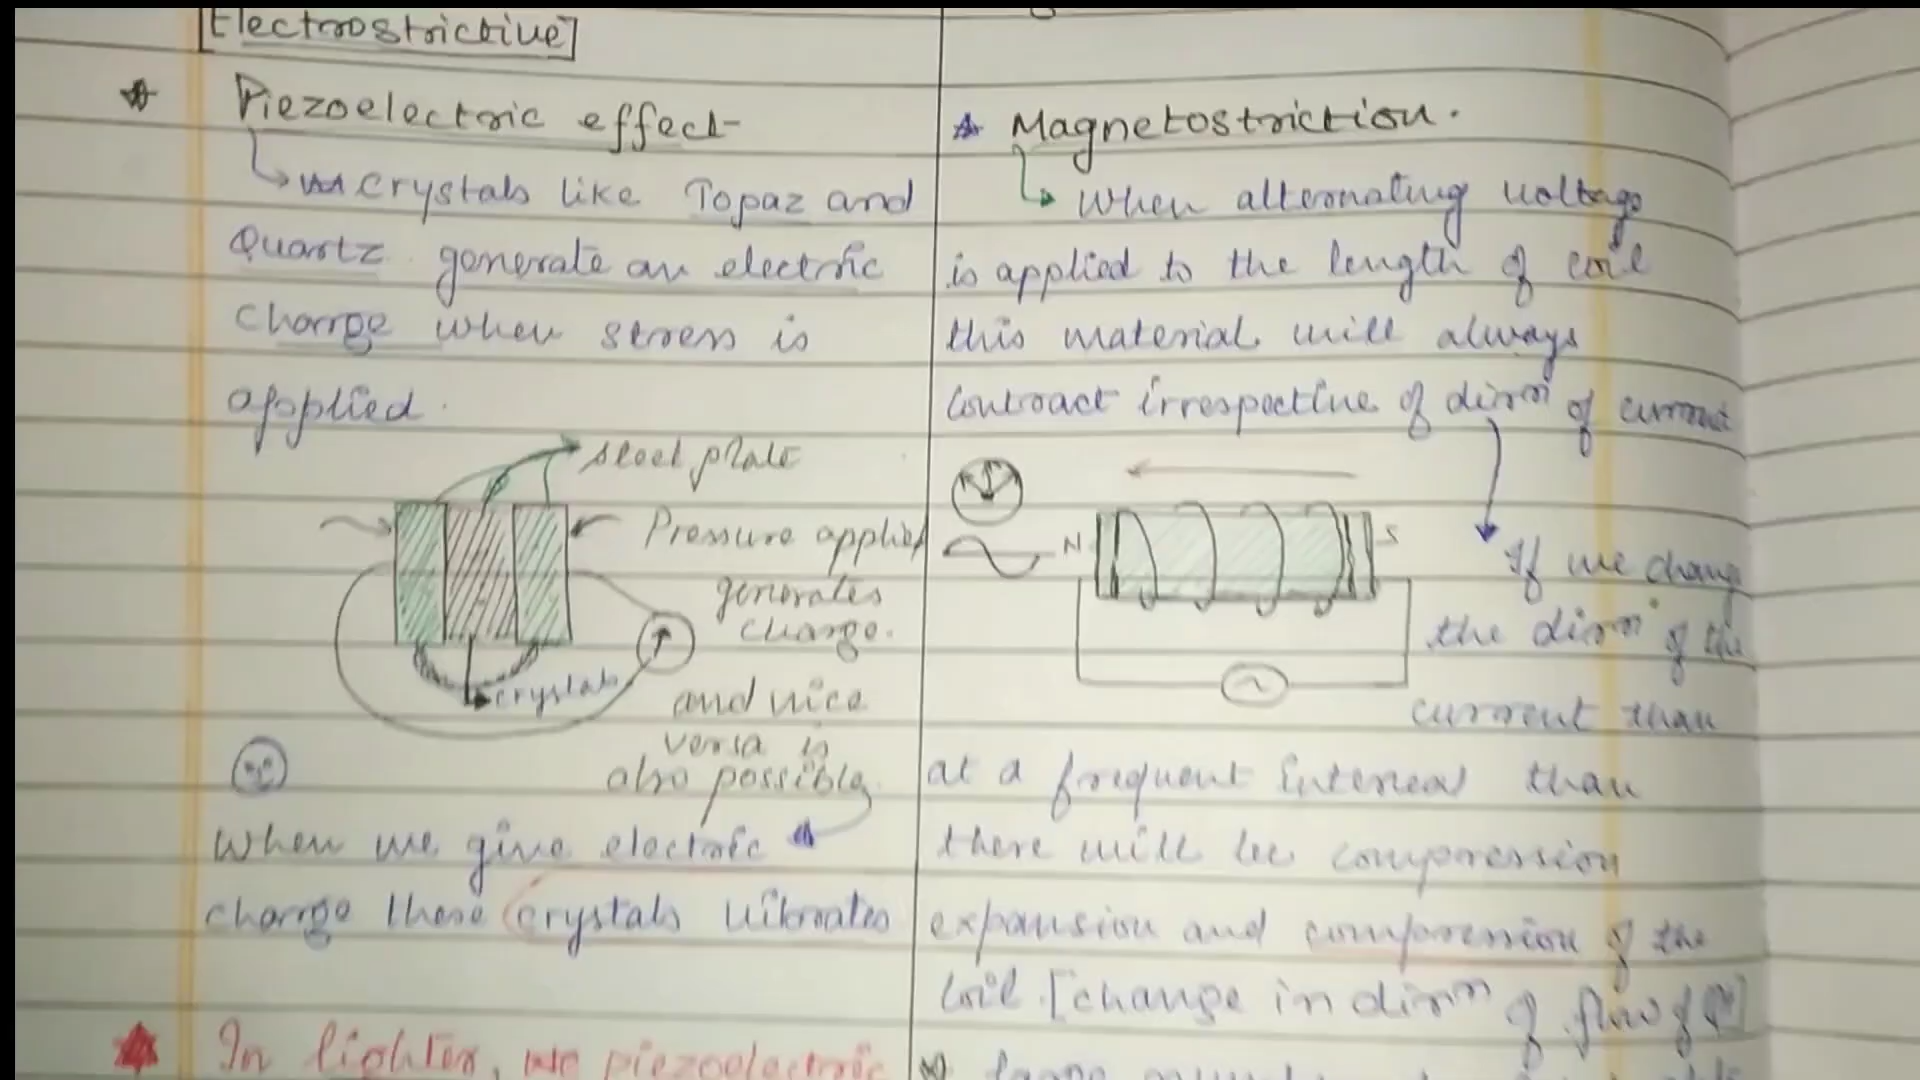 [Electrostrictive]
Piezoelectric effect-
crystals like Topaz and
Quartz generate an electric
charge when stress is
applied.
steel plate
Pressure applied
generates
charge.
crystals
and vice
versa is
also possible
When we give electric
charge these crystals vibrates
In lighter, we piezoelectric
Magnetostriction.
When alternating voltage
is applied to the length of coil
this material will always
contract irrespective of dirnn of current
N
S
If we change
the dirnn of the
current than
at a frequent interval than
there will be compression
expansion and compression of the
coil. [change in dirnn of flow of